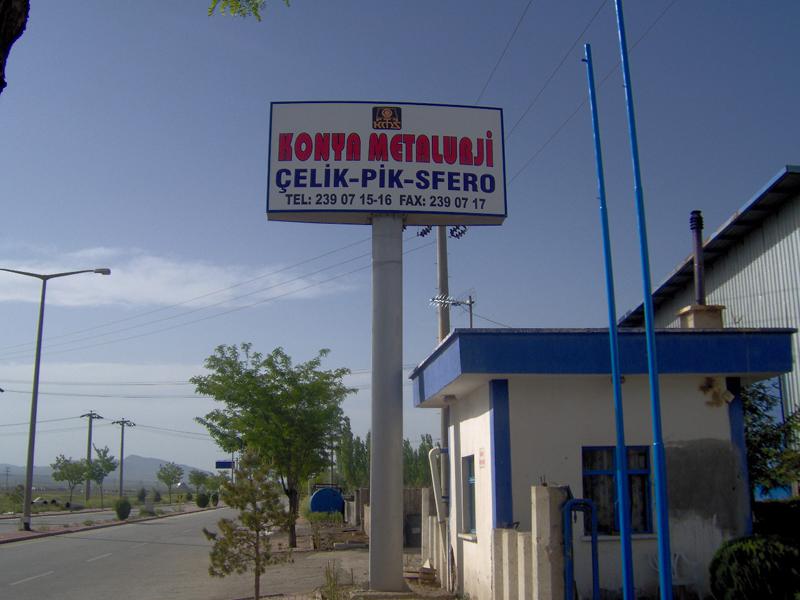 KONYA METALURJİ
ÇELİK-PİK-SFERO
TEL: 239 07 15-16 FAX: 239 07 17